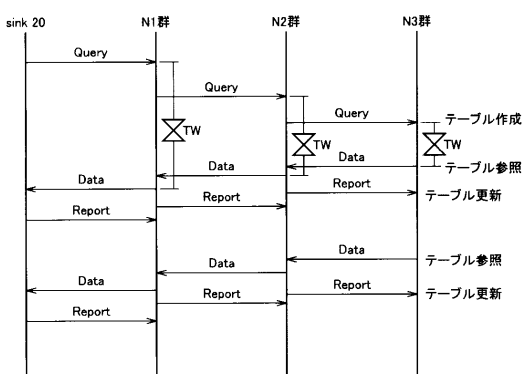 sink 20 N1群 N2群 N3群
Query
Query
Query テーブル作成
TW TW TW
Data テーブル参照
Data
Data Report テーブル更新
Report
Report
Data テーブル参照
Data
Data Report テーブル更新
Report
Report